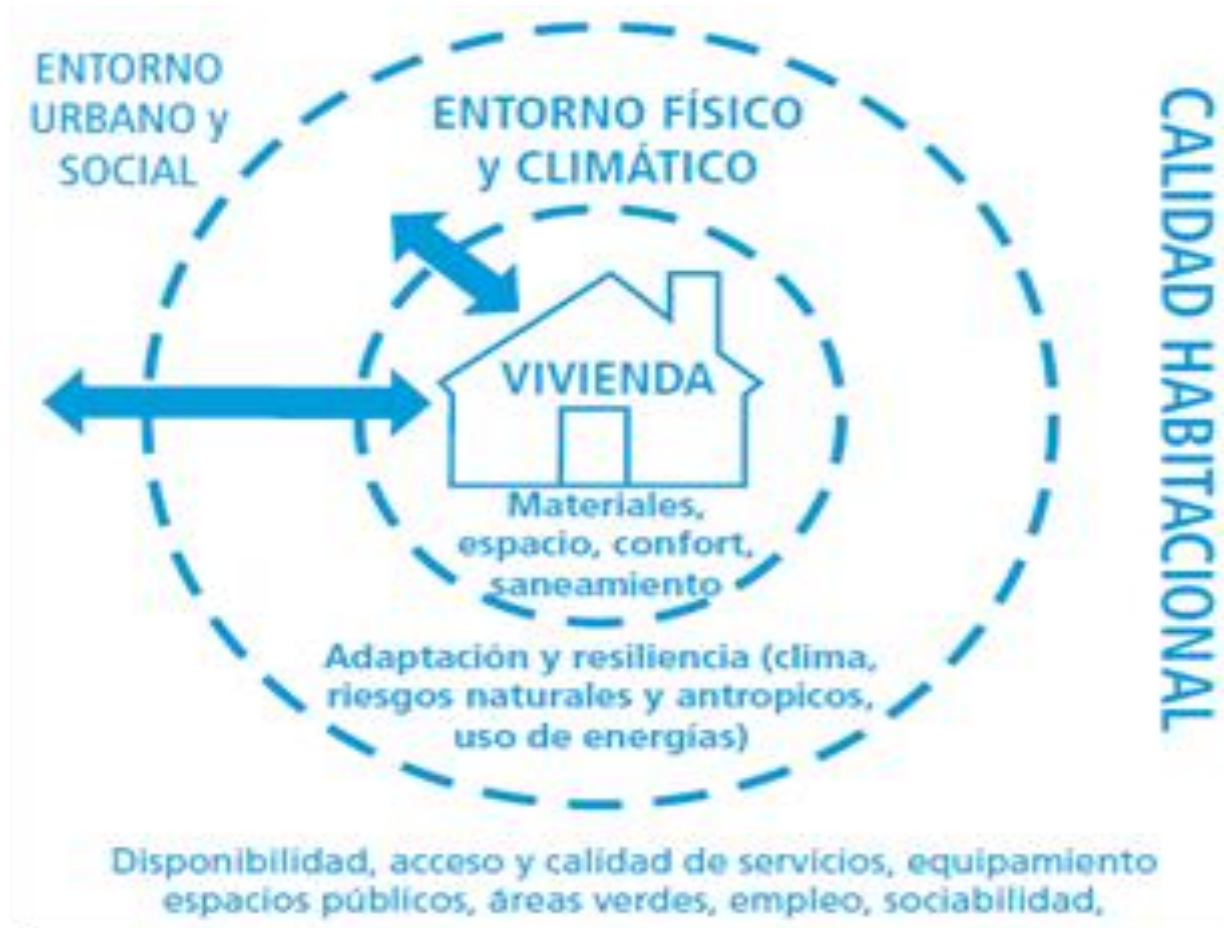 ENTORNO
URBANO y
SOCIAL
ENTORNO FÍSICO
y CLIMÁTICO
VIVIENDA
Materiales,
espacio, confort,
saneamiento
Adaptación y resiliencia (clima,
riesgos naturales y antropicos,
uso de energías)
Disponibilidad, acceso y calidad de servicios, equipamiento
espacios públicos, áreas verdes, empleo, sociabilidad,
CALIDAD HABITACIONAL